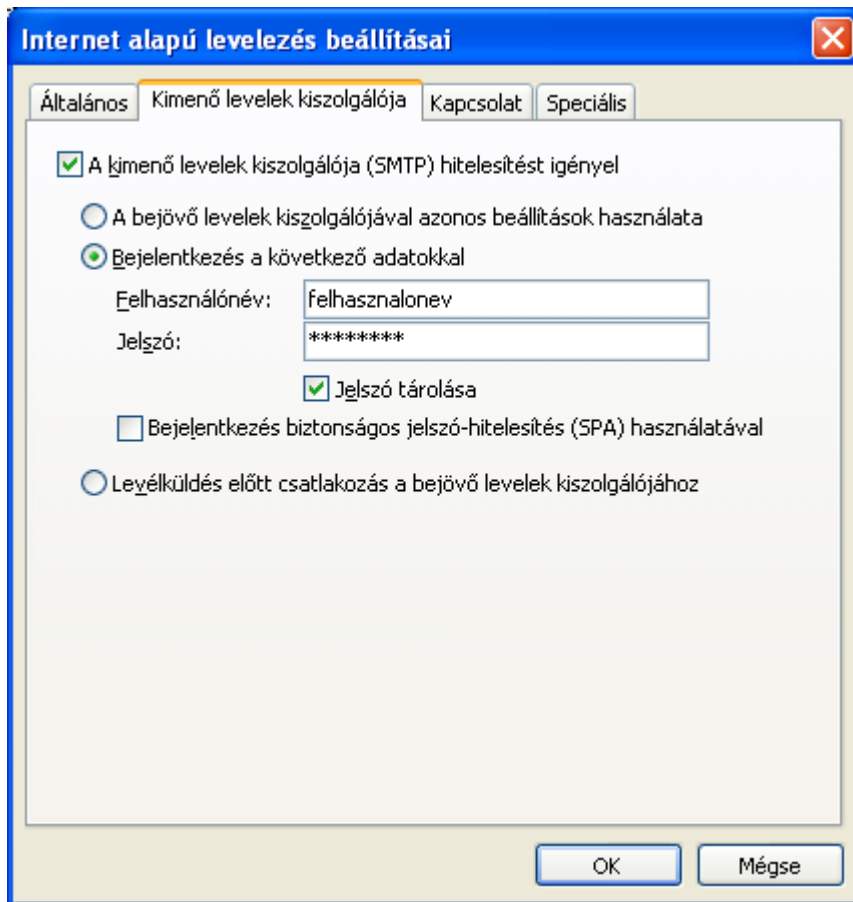 Internet alapú levelezés beállításai
Általános Kimenő levelek kiszolgálója Kapcsolat Speciális
A kimenő levelek kiszolgálója (SMTP) hitelesítést igényel
A bejövő levelek kiszolgálójával azonos beállítások használata
Bejelentkezés a következő adatokkal
Felhasználónév: felhasznalonev
Jelszó: ********
Jelszó tárolása
Bejelentkezés biztonságos jelszó-hitelesítés (SPA) használatával
Levélküldés előtt csatlakozás a bejövő levelek kiszolgálójához
OK Mégse